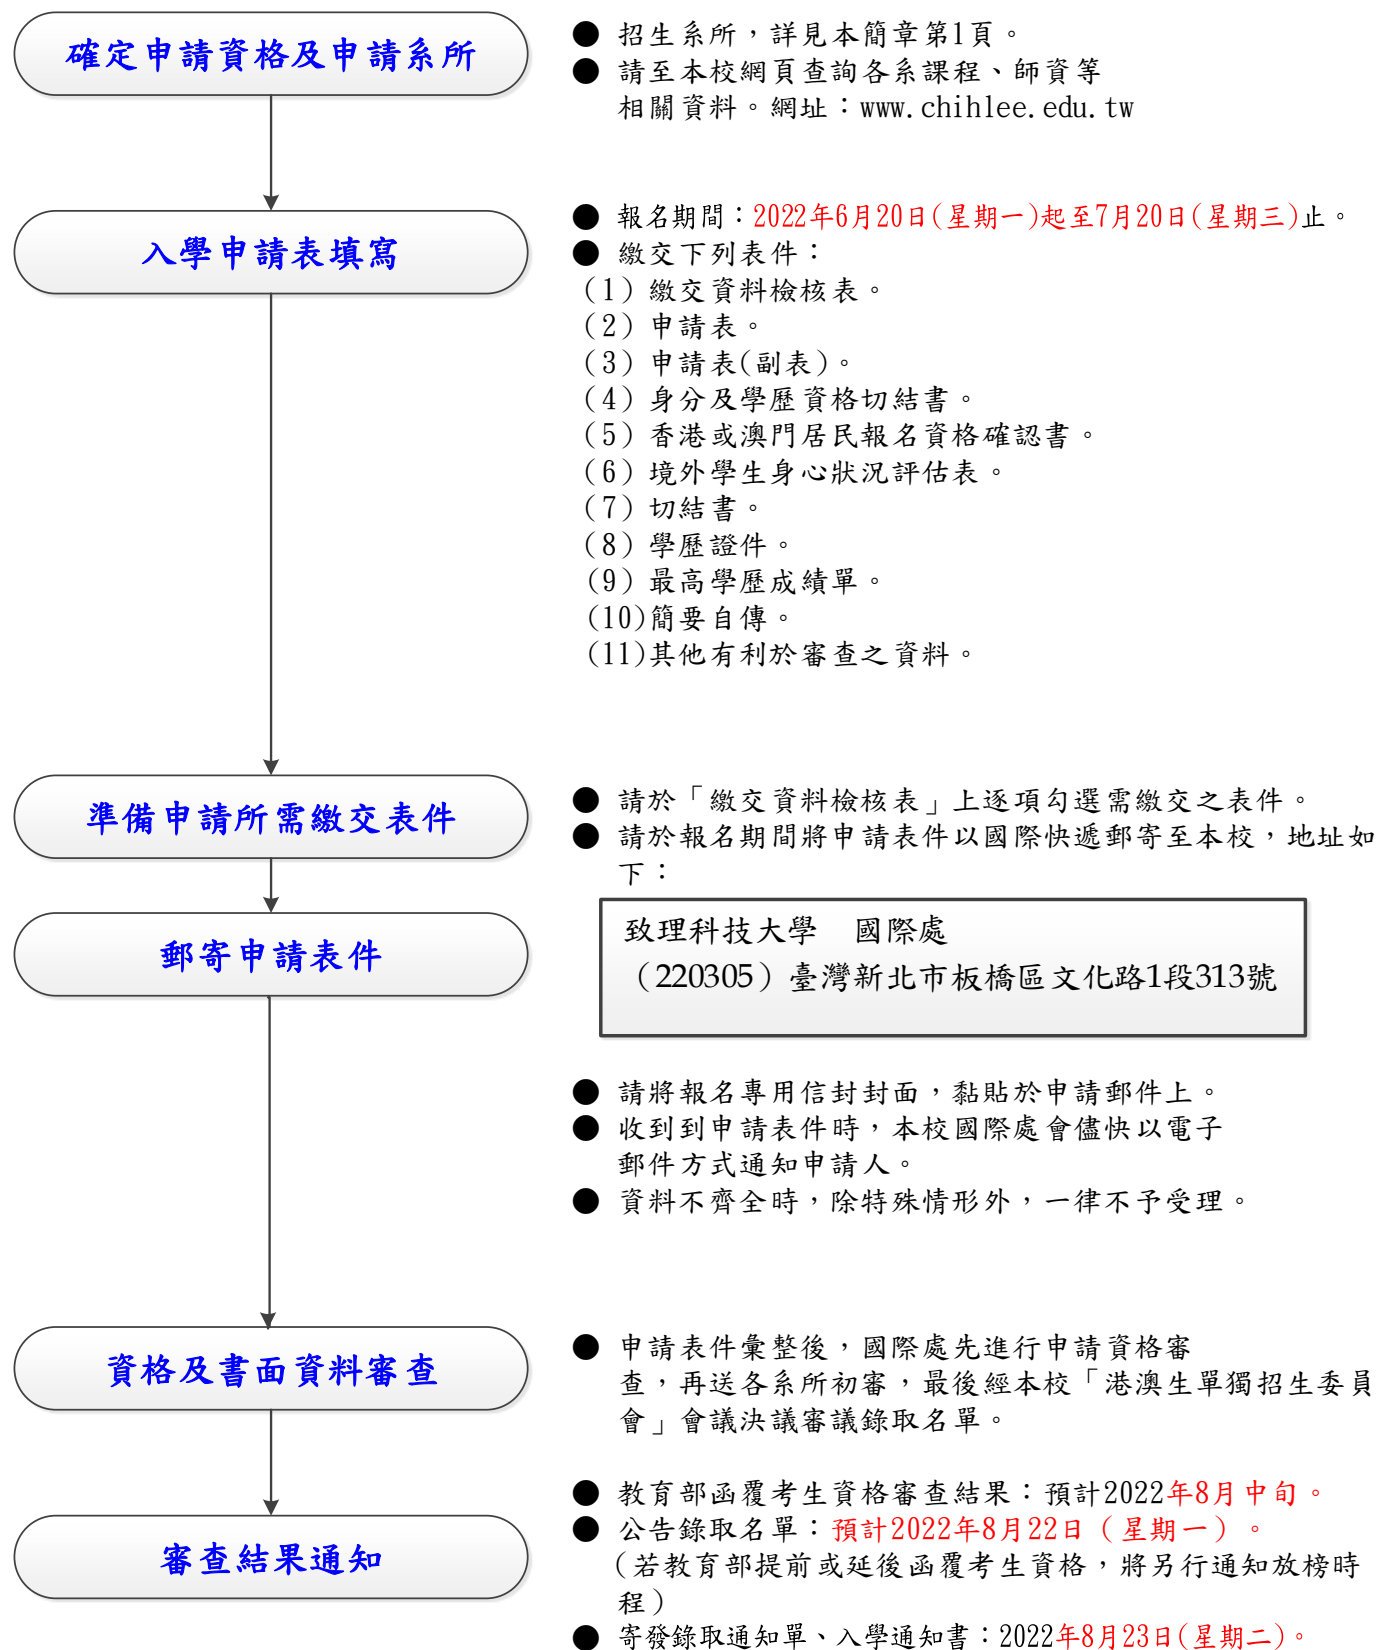 確定申請資格及申請系所
● 招生系所，詳見本簡章第1頁。
● 請至本校網頁查詢各系課程、師資等
相關資料。網址：www.chihlee.edu.tw
入學申請表填寫
● 報名期間：2022年6月20日(星期一)起至7月20日(星期三)止。
● 繳交下列表件：
（1）繳交資料檢核表。
（2）申請表。
（3）申請表(副表)。
（4）身分及學歷資格切結書。
（5）香港或澳門居民報名資格確認書。
（6）境外學生身心狀況評估表。
（7）切結書。
（8）學歷證件。
（9）最高學歷成績單。
(10)簡要自傳。
(11)其他有利於審查之資料。
準備申請所需繳交表件
● 請於「繳交資料檢核表」上逐項勾選需繳交之表件。
● 請於報名期間將申請表件以國際快遞郵寄至本校，地址如
下：
郵寄申請表件
致理科技大學　國際處
（220305）臺灣新北市板橋區文化路1段313號
● 請將報名專用信封封面，黏貼於申請郵件上。
● 收到到申請表件時，本校國際處會儘快以電子
郵件方式通知申請人。
● 資料不齊全時，除特殊情形外，一律不予受理。
資格及書面資料審查
● 申請表件彙整後，國際處先進行申請資格審
查，再送各系所初審，最後經本校「港澳生單獨招生委員
會」會議決議審議錄取名單。
審查結果通知
● 教育部函覆考生資格審查結果：預計2022年8月中旬。
● 公告錄取名單：預計2022年8月22日（星期一）。
(若教育部提前或延後函覆考生資格，將另行通知放榜時
程)
● 寄發錄取通知單、入學通知書：2022年8月23日(星期二)。